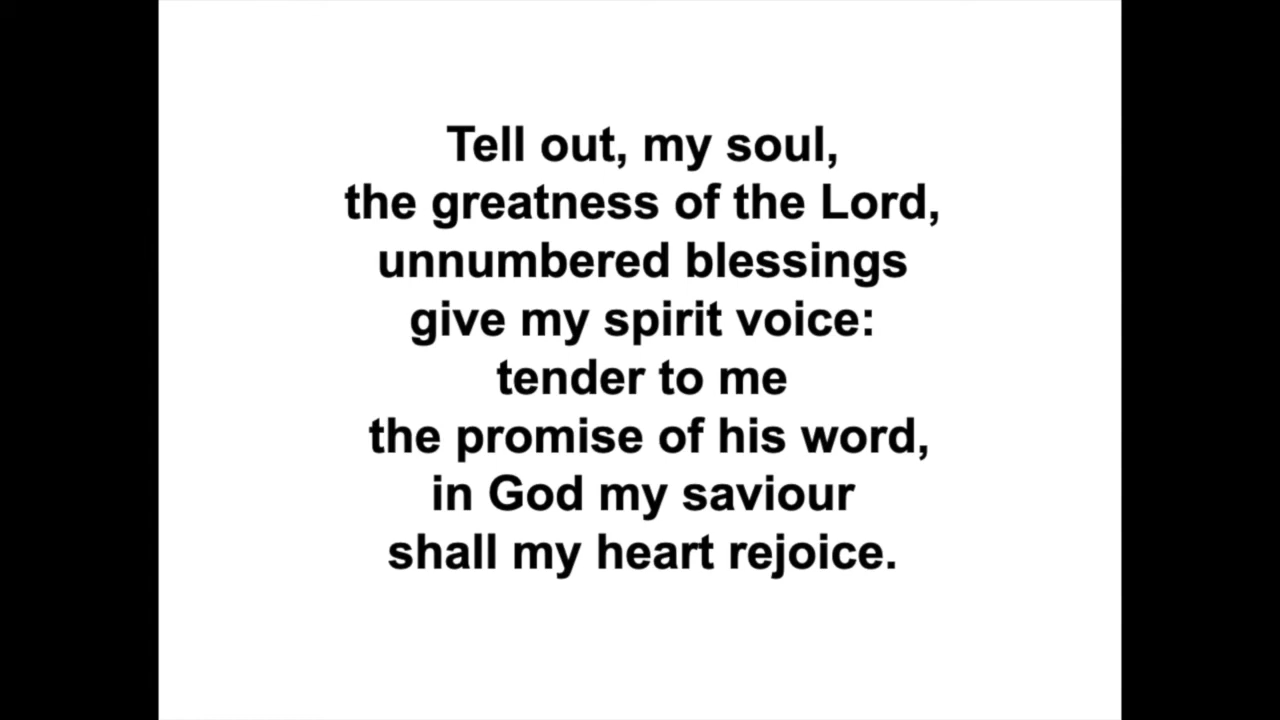 Tell out, my soul,
the greatness of the Lord,
unnumbered blessings
give my spirit voice:
tender to me
the promise of his word,
in God my saviour
shall my heart rejoice.